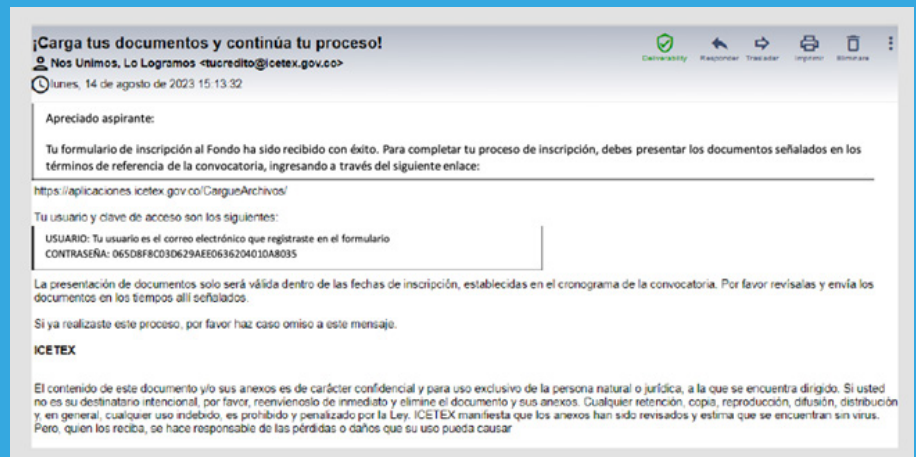 ¡Carga tus documentos y continúa tu proceso!
Nos Unimos, Lo Logramos <tucredito@icetex.gov.co>
Deliverability Responder Trasladar Imprimir Eliminara
lunes, 14 de agosto de 2023 15:13:32
Apreciado aspirante:
Tu formulario de inscripción al Fondo ha sido recibido con éxito. Para completar tu proceso de inscripción, debes presentar los documentos señalados en los
términos de referencia de la convocatoria, ingresando a través del siguiente enlace:
https://aplicaciones.icetex.gov.co/CargueArchivos/
Tu usuario y clave de acceso son los siguientes:
USUARIO: Tu usuario es el correo electrónico que registraste en el formulario
CONTRASEÑA: 065D8F8C03D629AEE0636204010A8035
La presentación de documentos solo será válida dentro de las fechas de inscripción, establecidas en el cronograma de la convocatoria. Por favor revísalas y envía los
documentos en los tiempos allí señalados.
Si ya realizaste este proceso, por favor haz caso omiso a este mensaje.
ICETEX
El contenido de este documento y/o sus anexos es de carácter confidencial y para uso exclusivo de la persona natural o jurídica, a la que se encuentra dirigido. Si usted
no es su destinatario intencional, por favor, reenvíenoslo de inmediato y elimine el documento y sus anexos. Cualquier retención, copia, reproducción, difusión, distribución
y, en general, cualquier uso indebido, es prohibido y penalizado por la Ley. ICETEX manifiesta que los anexos han sido revisados y estima que se encuentran sin virus.
Pero, quien los reciba, se hace responsable de las pérdidas o daños que su uso pueda causar